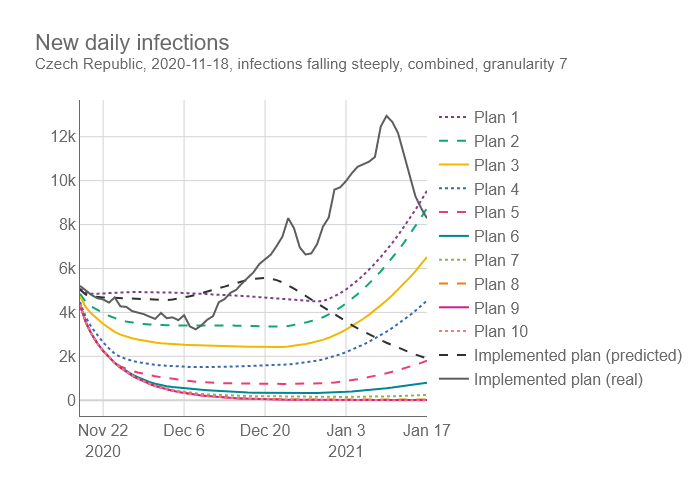 New daily infections
Czech Republic, 2020-11-18, infections falling steeply, combined, granularity 7
12k
10k
8k
6k
4k
2k
0
Nov 22
2020
Dec 6
Dec 20
Jan 3
2021
Jan 17
Plan 1
Plan 2
Plan 3
Plan 4
Plan 5
Plan 6
Plan 7
Plan 8
Plan 9
Plan 10
Implemented plan (predicted)
Implemented plan (real)